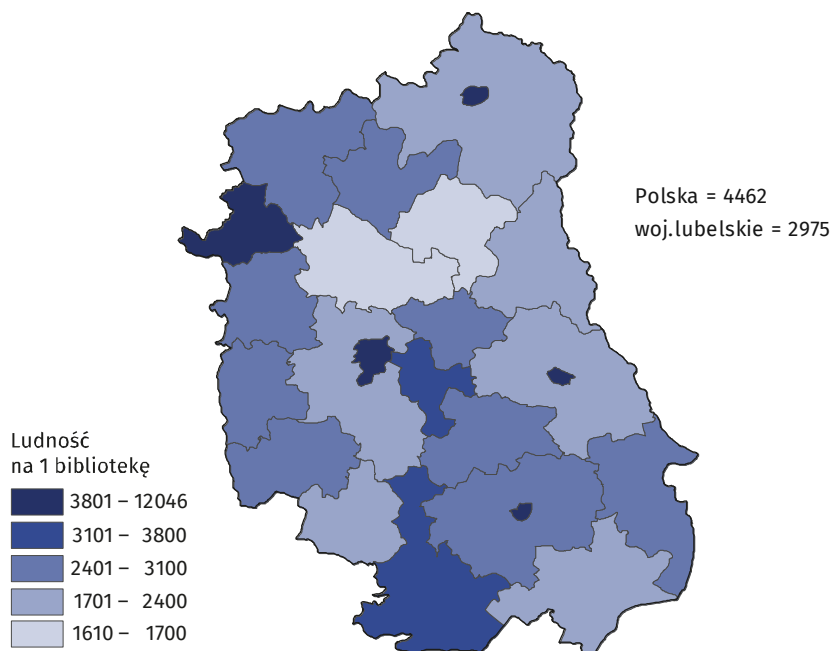 Polska = 4462
woj.lubelskie = 2975
Ludność
na 1 bibliotekę
3801 – 12046
3101 – 3800
2401 – 3100
1701 – 2400
1610 – 1700